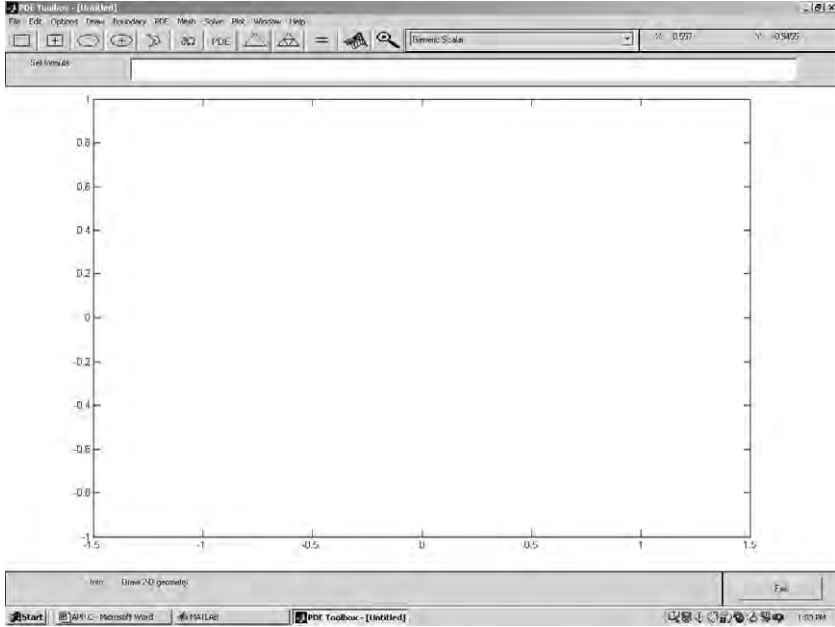 PDE Toolbox - [Untitled]
File Edit Options Draw Boundary PDE Mesh Solve Plot Window Help
∂Ω PDE = Generic Scalar X: 0.557 Y: -0.9455
Set formula:
1
0.8
0.6
0.4
0.2
0
-0.2
-0.4
-0.6
-0.8
-1
-1.5 -1 -0.5 0 0.5 1 1.5
Info: Draw 2-D geometry. Exit
Start - Microsoft Word MATLAB PDE Toolbox - [Untitled] 1:50 PM